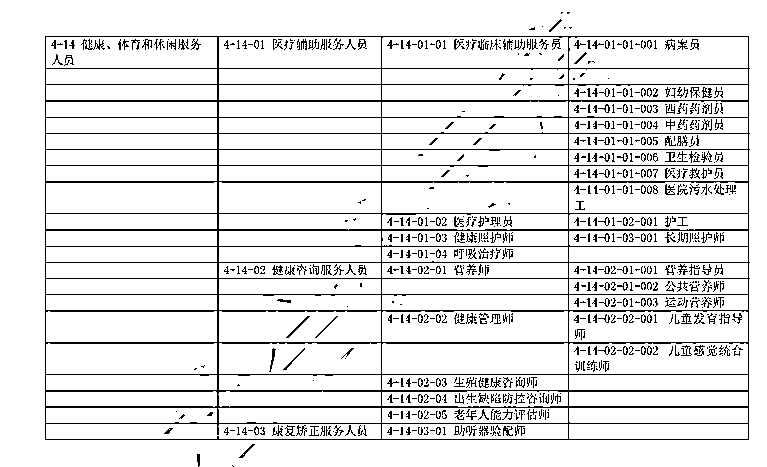 4-14 健康、体育和休闲服务 4-14-01 医疗辅助服务人员 4-14-01-01 医疗临床辅助服务员 4-14-01-01-001 病案员
人员
4-14-01-01-002 妇幼保健员
4-14-01-01-003 西药药剂员
4-14-01-01-004 中药药剂员
4-14-01-01-005 配膳员
4-14-01-01-006 卫生检验员
4-14-01-01-007 医疗救护员
4-14-01-01-008 医院污水处理
工
4-14-01-02 医疗护理员 4-14-01-02-001 护工
4-14-01-03 健康照护师 4-14-01-03-001 长期照护师
4-14-01-04 呼吸治疗师
4-14-02 健康咨询服务人员 4-14-02-01 营养师 4-14-02-01-001 营养指导员
4-14-02-01-002 公共营养师
4-14-02-01-003 运动营养师
4-14-02-02 健康管理师 4-14-02-02-001 儿童发育指导
师
4-14-02-02-002 儿童感觉统合
训练师
4-14-02-03 生殖健康咨询师
4-14-02-04 出生缺陷防控咨询师
4-14-02-05 老年人能力评估师
4-14-03 康复矫正服务人员 4-14-03-01 助听器验配师